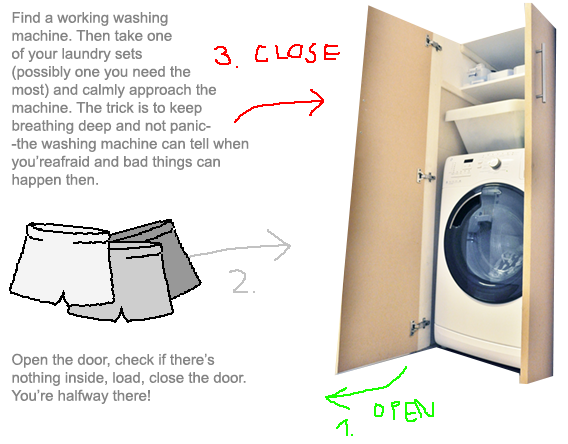 Find a working washing
machine. Then take one
of your laundry sets
(possibly one you need the
most) and calmly approach the
machine. The trick is to keep
breathing deep and not panic-
-the washing machine can tell when
you'reafraid and bad things can
happen then.
3. CLOSE
2.
Open the door, check if there's
nothing inside, load, close the door.
You're halfway there!
1. OPEN